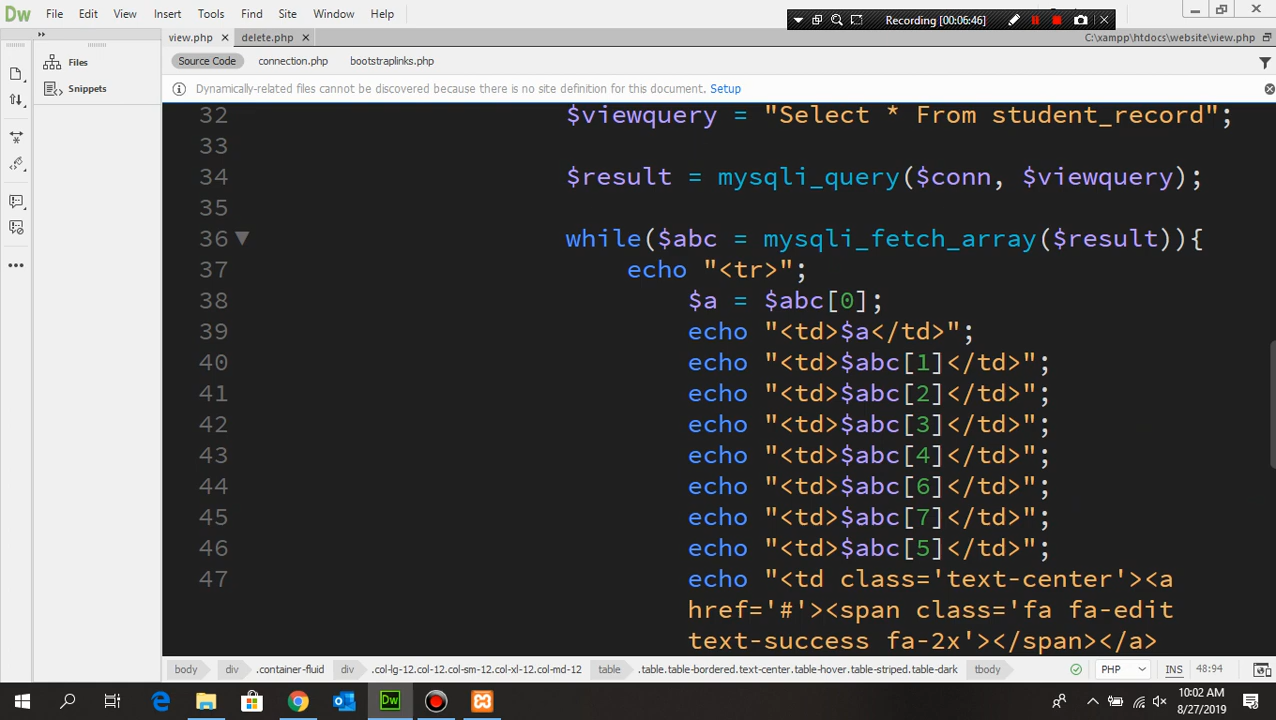 Dw File Edit View Insert Tools Find Site Window Help
Recording [00:06:46]
view.php delete.php
C:\xampp\htdocs\website\view.php
Source Code connection.php bootstraplinks.php
Files
Snippets
Dynamically-related files cannot be discovered because there is no site definition for this document. Setup
32 $viewquery = "Select * From student_record";
33
34 $result = mysqli_query($conn, $viewquery);
35
36 while($abc = mysqli_fetch_array($result)){
37 echo "<tr>";
38 $a = $abc[0];
39 echo "<td>$a</td>";
40 echo "<td>$abc[1]</td>";
41 echo "<td>$abc[2]</td>";
42 echo "<td>$abc[3]</td>";
43 echo "<td>$abc[4]</td>";
44 echo "<td>$abc[6]</td>";
45 echo "<td>$abc[7]</td>";
46 echo "<td>$abc[5]</td>";
47 echo "<td class='text-center'><a
href='#'><span class='fa fa-edit
text-success fa-2x'></span></a>
body div .container-fluid div .col-lg-12.col-12.col-sm-12.col-xl-12.col-md-12 table .table.table-bordered.text-center.table-hover.table-striped.table-dark tbody PHP INS 48:94
Dw
10:02 AM
8/27/2019